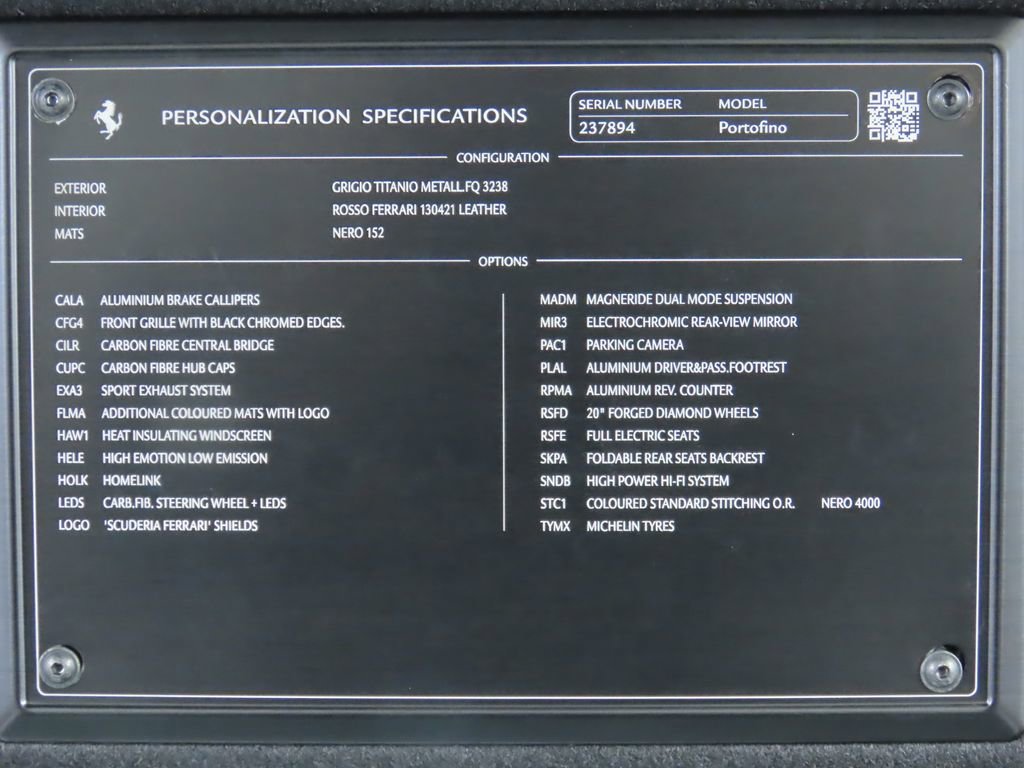 PERSONALIZATION SPECIFICATIONS
SERIAL NUMBER MODEL
237894 Portofino
CONFIGURATION
EXTERIOR GRIGIO TITANIO METALL.FQ 3238
INTERIOR ROSSO FERRARI 130421 LEATHER
MATS NERO 152
OPTIONS
CALA ALUMINIUM BRAKE CALLIPERS
CFG4 FRONT GRILLE WITH BLACK CHROMED EDGES.
CILR CARBON FIBRE CENTRAL BRIDGE
CUPC CARBON FIBRE HUB CAPS
EXA3 SPORT EXHAUST SYSTEM
FLMA ADDITIONAL COLOURED MATS WITH LOGO
HAW1 HEAT INSULATING WINDSCREEN
HELE HIGH EMOTION LOW EMISSION
HOLK HOMELINK
LEDS CARB.FIB. STEERING WHEEL + LEDS
LOGO 'SCUDERIA FERRARI' SHIELDS
MADM MAGNERIDE DUAL MODE SUSPENSION
MIR3 ELECTROCHROMIC REAR-VIEW MIRROR
PAC1 PARKING CAMERA
PLAL ALUMINIUM DRIVER&PASS.FOOTREST
RPMA ALUMINIUM REV. COUNTER
RSFD 20" FORGED DIAMOND WHEELS
RSFE FULL ELECTRIC SEATS
SKPA FOLDABLE REAR SEATS BACKREST
SNDB HIGH POWER HI-FI SYSTEM
STC1 COLOURED STANDARD STITCHING O.R. NERO 4000
TYMX MICHELIN TYRES